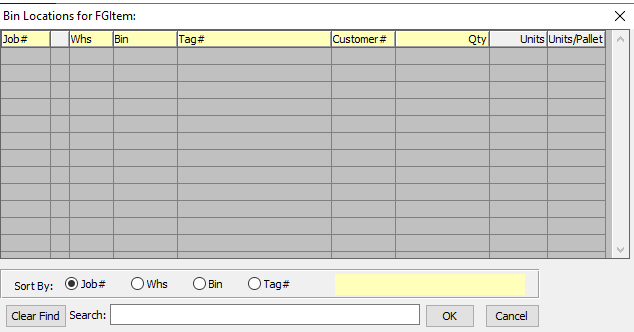 Bin Locations for FGItem:
Job# Whs Bin Tag# Customer# Qty Units Units/Pallet
Sort By: Job# Whs Bin Tag#
Clear Find Search: OK Cancel